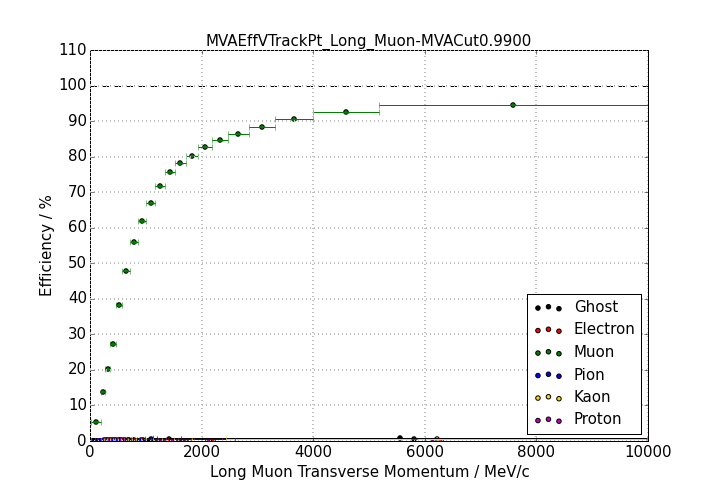 MVAEffVTrackPt_Long_Muon-MVACut0.9900
110
100
90
80
70
60
50
40
30
20
10
0
Efficiency / %
Ghost
Electron
Muon
Pion
Kaon
Proton
0 2000 4000 6000 8000 10000
Long Muon Transverse Momentum / MeV/c